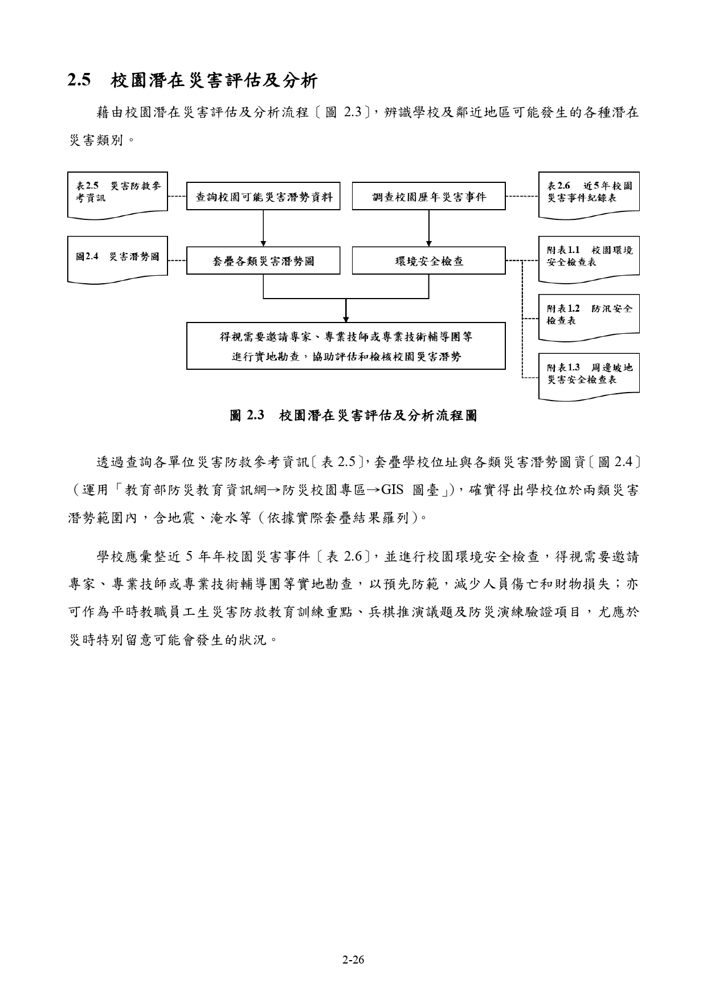 2.5　校園潛在災害評估及分析
藉由校園潛在災害評估及分析流程〔圖 2.3〕，辨識學校及鄰近地區可能發生的各種潛在
災害類別。
表2.5　災害防救參
考資訊
查詢校園可能災害潛勢資料
調查校園歷年災害事件
表2.6　近5年校園
災害事件紀錄表
圖2.4　災害潛勢圖
套疊各類災害潛勢圖
環境安全檢查
附表1.1　校園環境
安全檢查表
附表1.2　防汛安全
檢查表
得視需要邀請專家、專業技師或專業技術輔導團等
進行實地勘查，協助評估和檢核校園災害潛勢
附表1.3　周邊坡地
災害安全檢查表
圖 2.3　校園潛在災害評估及分析流程圖
透過查詢各單位災害防救參考資訊〔表 2.5〕，套疊學校位址與各類災害潛勢圖資〔圖 2.4〕
（運用「教育部防災教育資訊網→防災校園專區→GIS 圖臺」），確實得出學校位於兩類災害
潛勢範圍內，含地震、淹水等（依據實際套疊結果羅列）。
學校應彙整近 5 年年校園災害事件〔表 2.6〕，並進行校園環境安全檢查，得視需要邀請
專家、專業技師或專業技術輔導團等實地勘查，以預先防範，減少人員傷亡和財物損失；亦
可作為平時教職員工生災害防救教育訓練重點、兵棋推演議題及防災演練驗證項目，尤應於
災時特別留意可能會發生的狀況。
2-26